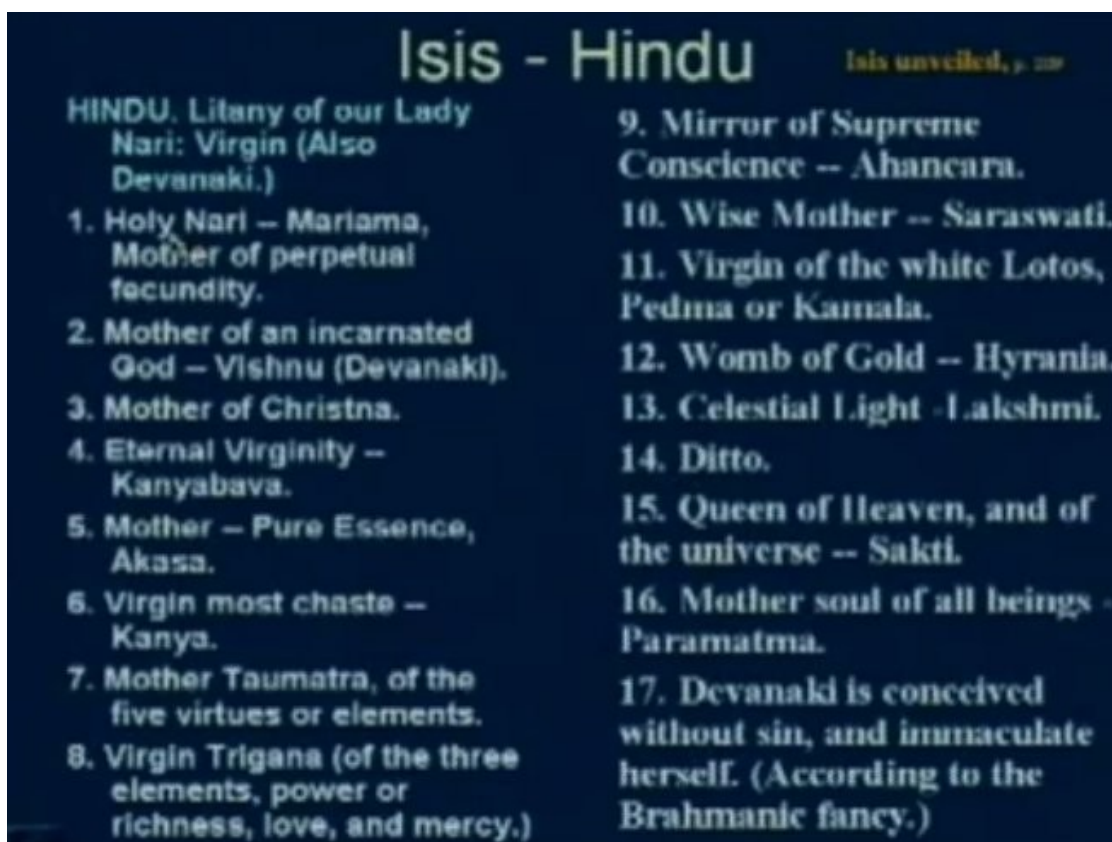 Isis - Hindu
Isis unveiled, p.
HINDU. Litany of our Lady
Nari: Virgin (Also
Devanaki.)
1. Holy Nari – Mariama,
Mother of perpetual
fecundity.
2. Mother of an incarnated
God – Vishnu (Devanaki).
3. Mother of Christna.
4. Eternal Virginity –
Kanyabava.
5. Mother – Pure Essence,
Akasa.
6. Virgin most chaste –
Kanya.
7. Mother Taumatra, of the
five virtues or elements.
8. Virgin Trigana (of the three
elements, power or
richness, love, and mercy.)
9. Mirror of Supreme
Conscience -- Ahancara.
10. Wise Mother -- Saraswati.
11. Virgin of the white Lotos,
Pedma or Kamala.
12. Womb of Gold -- Hyrania.
13. Celestial Light -Lakshmi.
14. Ditto.
15. Queen of Heaven, and of
the universe -- Sakti.
16. Mother soul of all beings -
Paramatma.
17. Devanaki is conceived
without sin, and immaculate
herself. (According to the
Brahmanic fancy.)